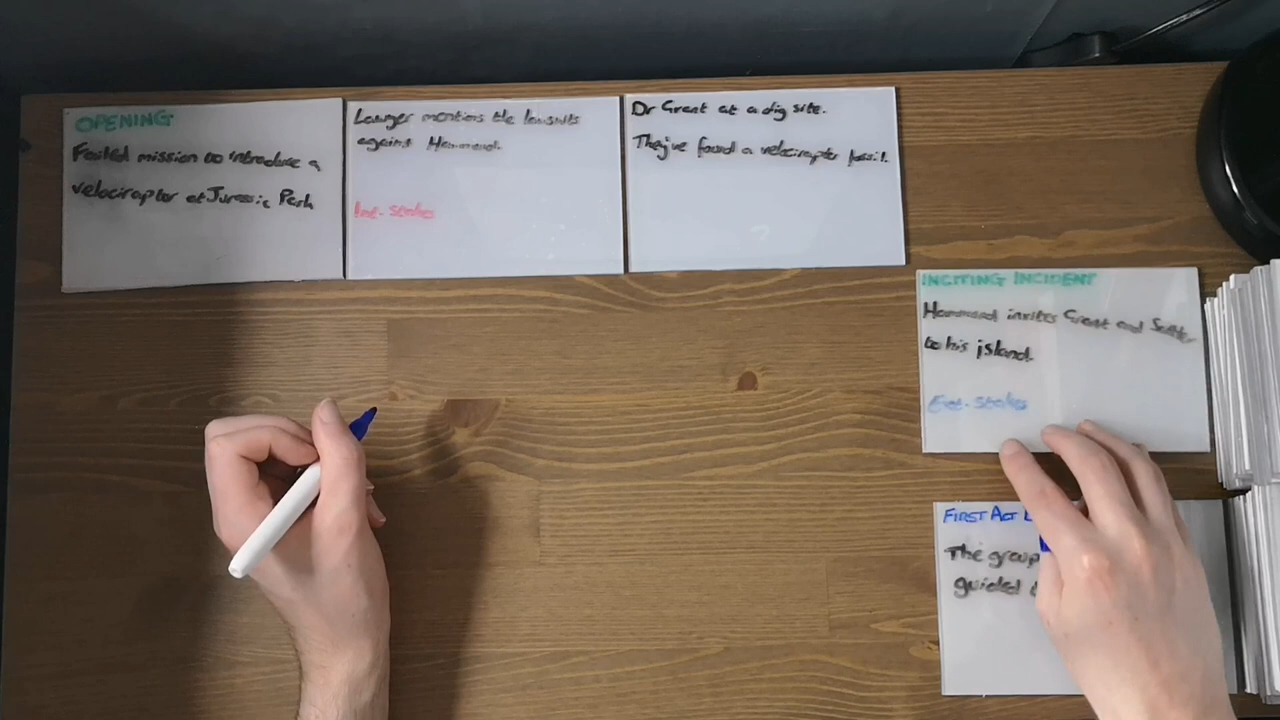 OPENING
Failed mission to introduce a
velociraptor at Jurassic Park
Lawyer mentions the lawsuits
against Hammond.
Int. Stakes
Dr Grant at a dig site.
They've found a velociraptor fossil.
?
INCITING INCIDENT
Hammond invites Grant and Sattler
to his island.
Ext. Stakes
FIRST ACT
The group
guided